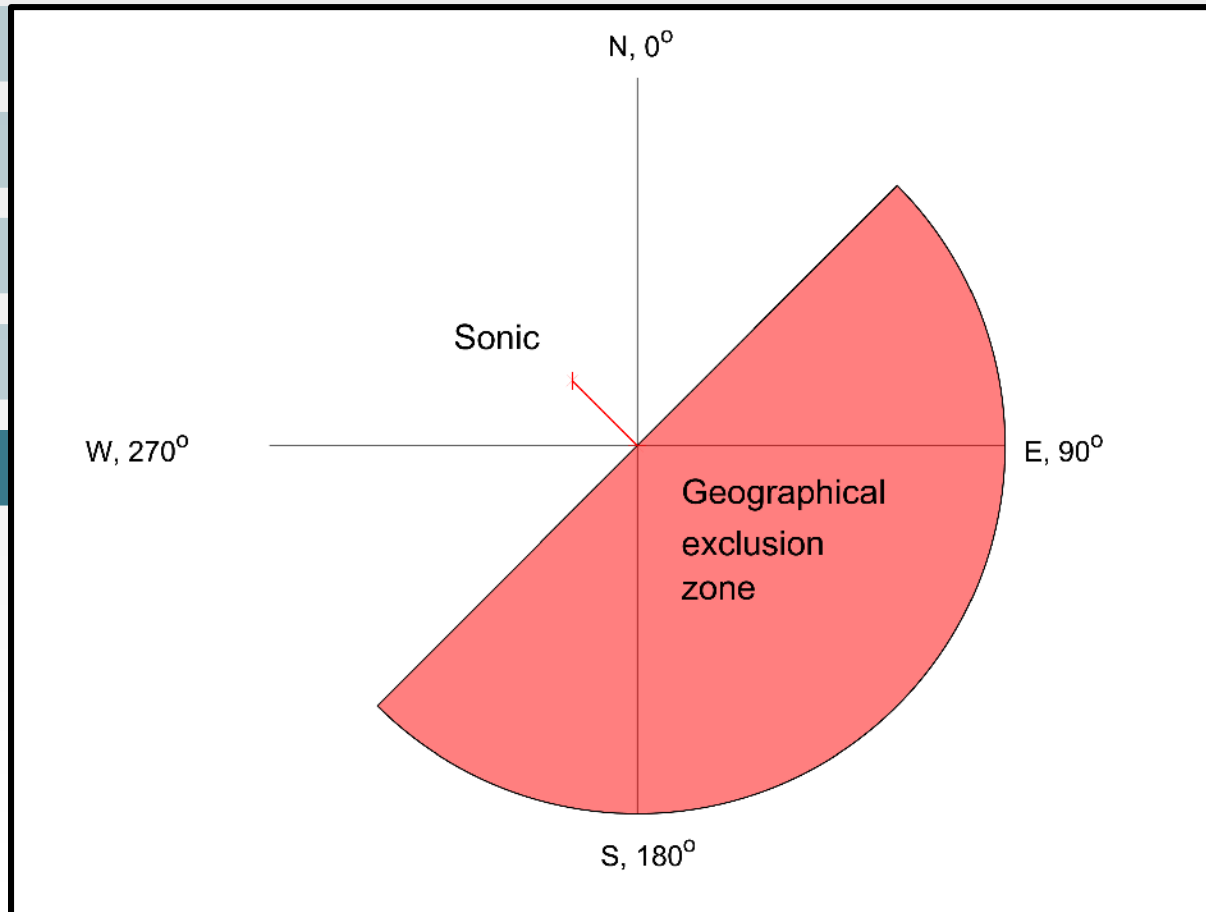 N, 0°
Sonic
W, 270°
E, 90°
Geographical
exclusion
zone
S, 180°